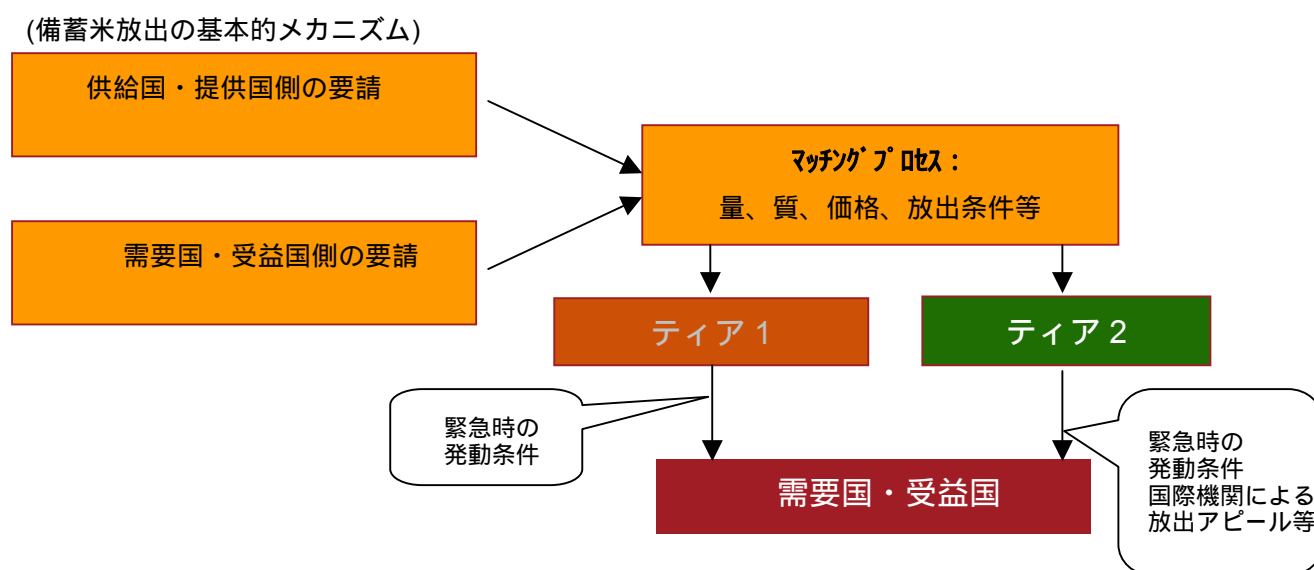 (備蓄米放出の基本的メカニズム)
供給国・提供国側の要請
需要国・受益国側の要請
ﾏｯﾁﾝｸﾞﾌﾟﾛｾｽ：
量、質、価格、放出条件等
ティア 1
ティア 2
緊急時の
発動条件
緊急時の
発動条件
国際機関による
放出アピール等
需要国・受益国